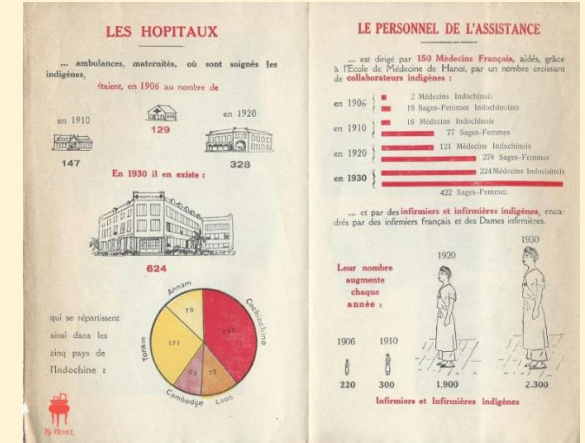 LES HOPITAUX
... ambulances, maternités, où sont soignés les
indigènes,
étaient, en 1906 au nombre de
en 1910
en 1920
129
147
328
En 1930 il en existe :
624
qui se répartissent
ainsi dans les
cinq pays de
l'Indochine :
Annam
79
Cochinchine
Tonkin
171
Cambodge
Laos
LE PERSONNEL DE L'ASSISTANCE
... est dirigé par 150 Médecins Français, aidés, grâce
à l'Ecole de Médecine de Hanoï, par un nombre croissant
de collaborateurs indigènes :
en 1906
2 Médecins Indochinois
18 Sages-Femmes Indochinoises
en 1910
16 Médecins Indochinois
77 Sages-Femmes
en 1920
121 Médecins Indochinois
278 Sages-Femmes
en 1930
224 Médecins Indochinois
422 Sages-Femmes
... et par des infirmiers et infirmières indigènes, enca-
drés par des infirmiers français et des Dames infirmières.
Leur nombre
augmente
chaque
année :
1920
1930
1906
1910
220
300
1.900
2.300
Infirmiers et Infirmières indigènes